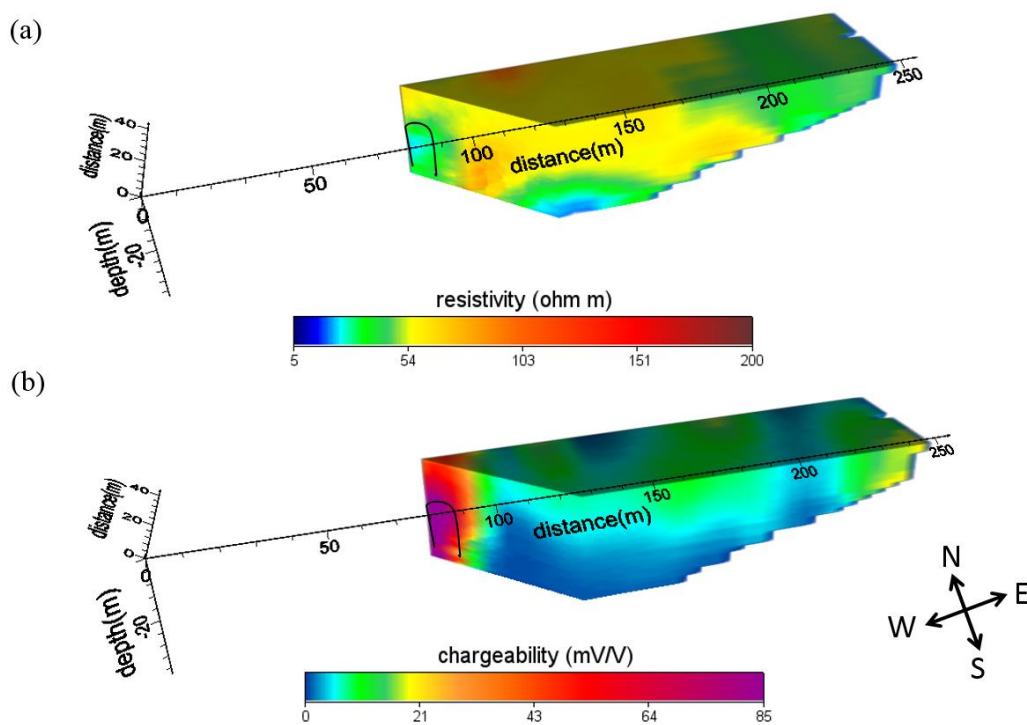 (a)
distance(m)
40
20
0
0
50
100
150
200
250
distance(m)
depth(m)
-20
resistivity (ohm m)
5 54 103 151 200
(b)
distance(m)
40
20
0
0
50
100
150
200
250
distance(m)
depth(m)
-20
N
E
W
S
chargeability (mV/V)
0 21 43 64 85